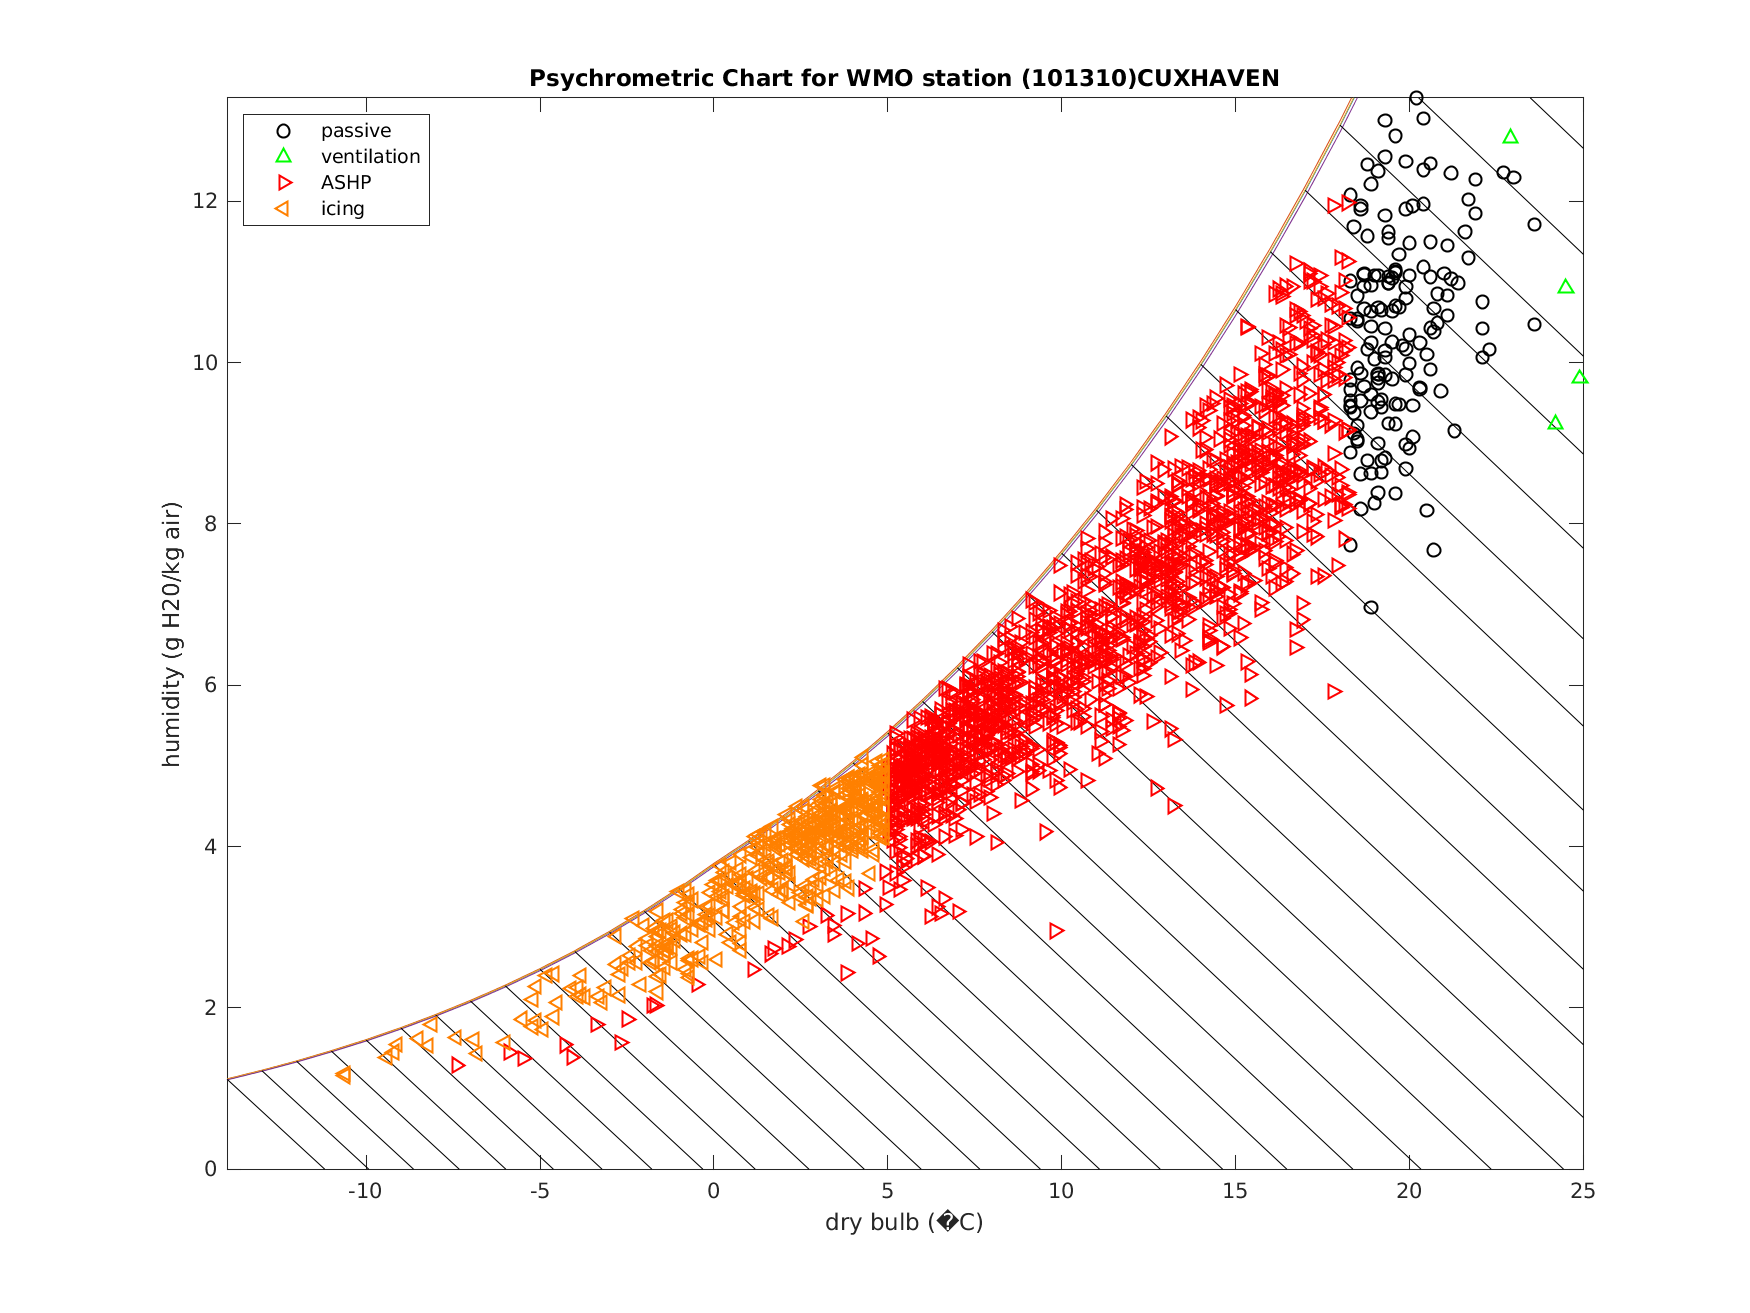 Psychrometric Chart for WMO station (101310)CUXHAVEN
passive
ventilation
ASHP
icing
humidity (g H20/kg air)
12
10
8
6
4
2
0
-10 -5 0 5 10 15 20 25
dry bulb (�C)